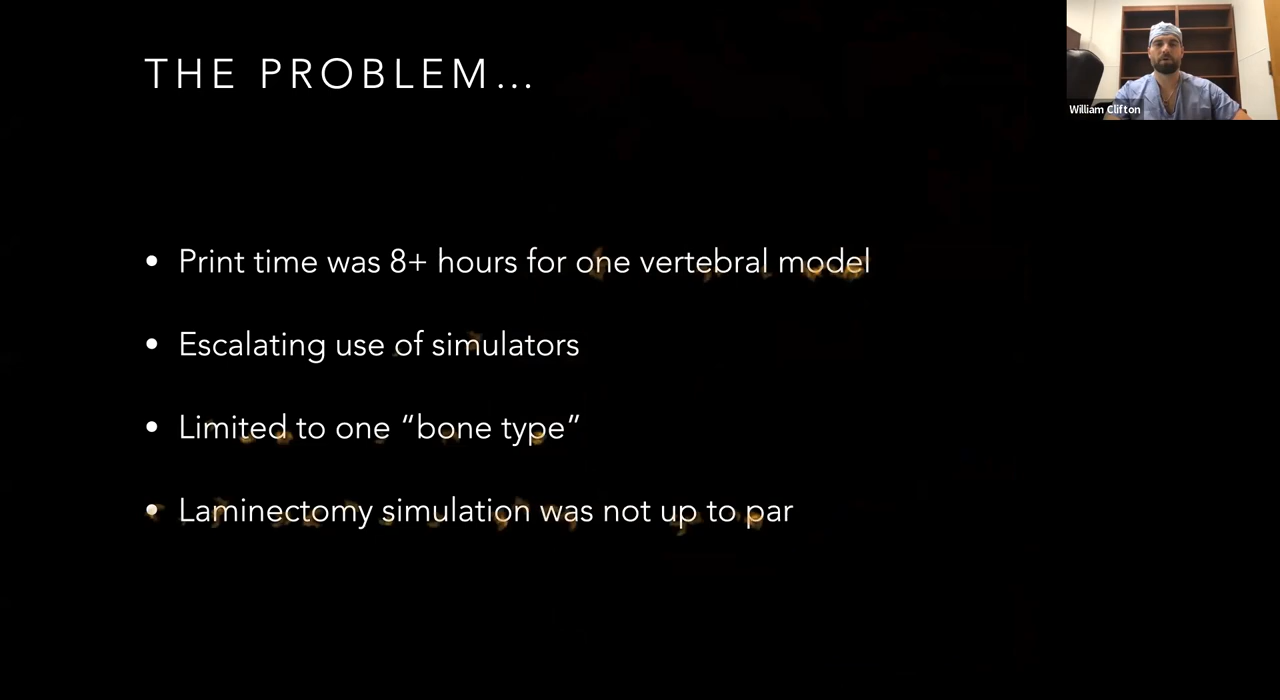 THE PROBLEM...
William Clifton
• Print time was 8+ hours for one vertebral model
• Escalating use of simulators
• Limited to one “bone type”
• Laminectomy simulation was not up to par